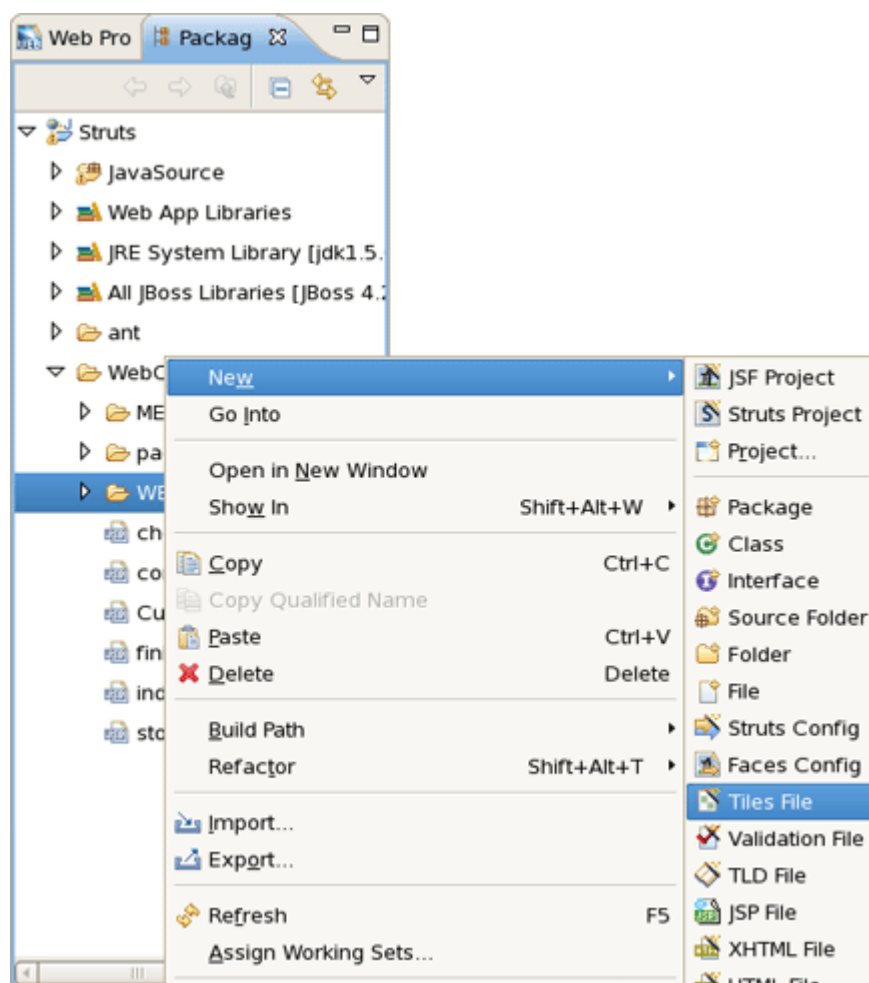 Web Pro
Packag
Struts
JavaSource
Web App Libraries
JRE System Library [jdk1.5.
All JBoss Libraries [JBoss 4.2
ant
WebC
ME
pa
WE
ch
co
Cu
fin
ind
sto
New
Go Into
Open in New Window
Show In Shift+Alt+W
Copy Ctrl+C
Copy Qualified Name
Paste Ctrl+V
Delete Delete
Build Path
Refactor Shift+Alt+T
Import...
Export...
Refresh F5
Assign Working Sets...
JSF Project
Struts Project
Project...
Package
Class
Interface
Source Folder
Folder
File
Struts Config
Faces Config
Tiles File
Validation File
TLD File
JSP File
XHTML File
HTML File